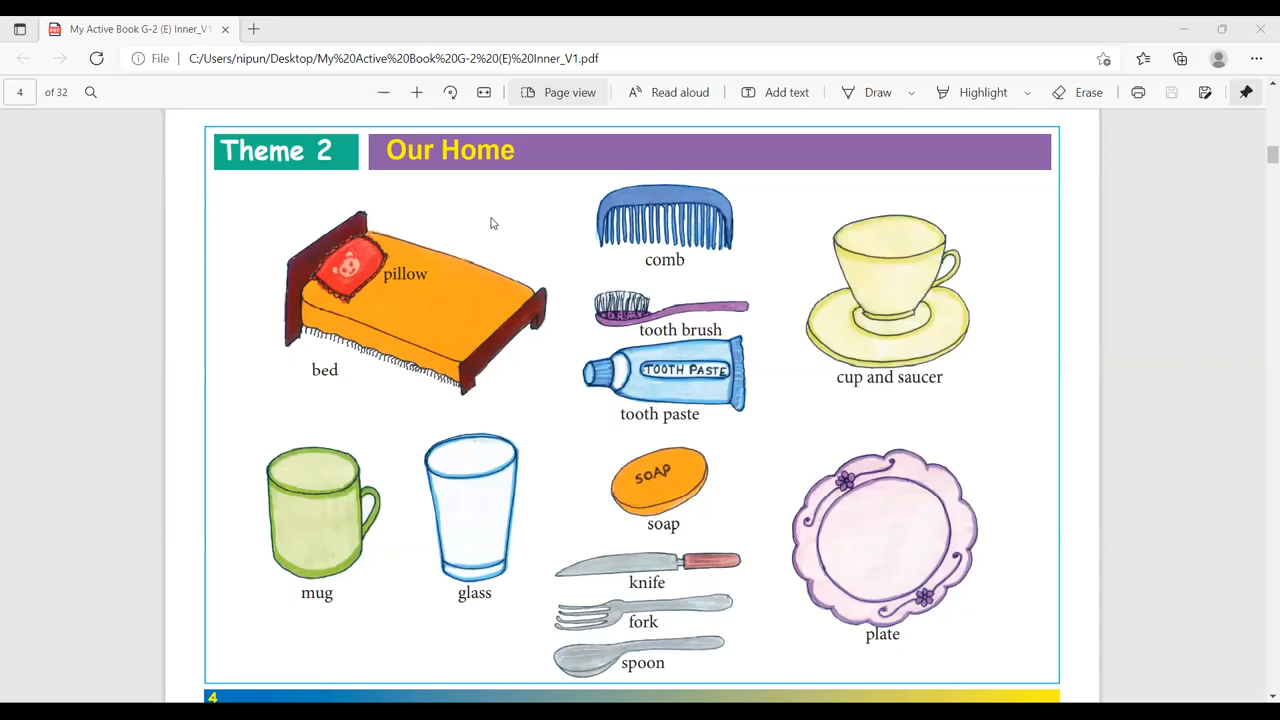 My Active Book G-2 (E) Inner_V1
File
C:/Users/nipun/Desktop/My%20Active%20Book%20G-2%20(E)%20Inner_V1.pdf
4 of 32
Page view
Read aloud
Add text
Draw
Highlight
Erase
Theme 2 Our Home
comb
pillow
tooth brush
bed
TOOTH PASTE
cup and saucer
tooth paste
SOAP
soap
knife
mug
glass
fork
plate
spoon
4